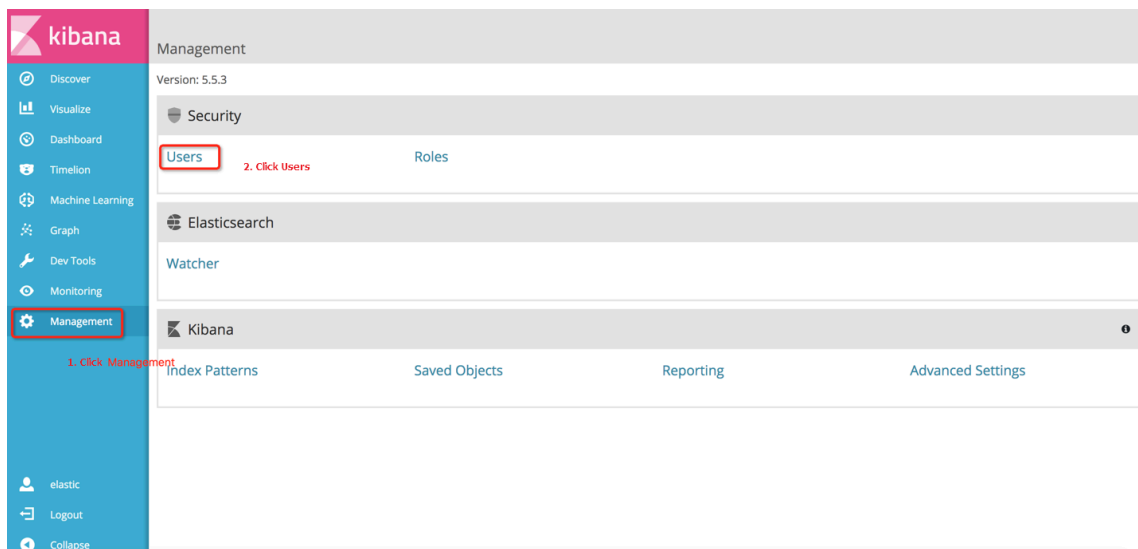 kibana
Discover
Visualize
Dashboard
Timelion
Machine Learning
Graph
Dev Tools
Monitoring
Management
1. Click Management
elastic
Logout
Collapse
Management
Version: 5.5.3
Security
Users
2. Click Users
Roles
Elasticsearch
Watcher
Kibana
Index Patterns
Saved Objects
Reporting
Advanced Settings